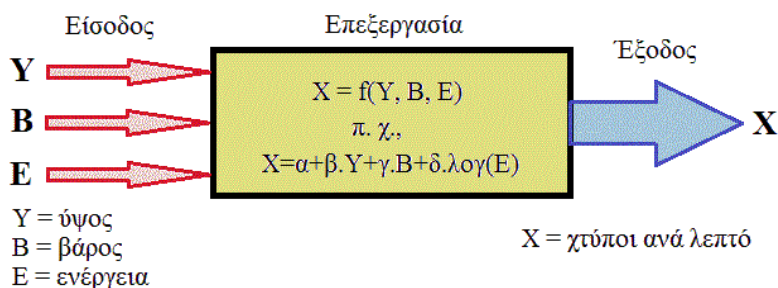 Είσοδος
Επεξεργασία
Έξοδος
Υ
Β
Ε
Χ = f(Υ, Β, Ε)
π. χ.,
Χ=α+β.Υ+γ.Β+δ.λογ(Ε)
Χ
Υ = ύψος
Β = βάρος
Ε = ενέργεια
Χ = χτύποι ανά λεπτό